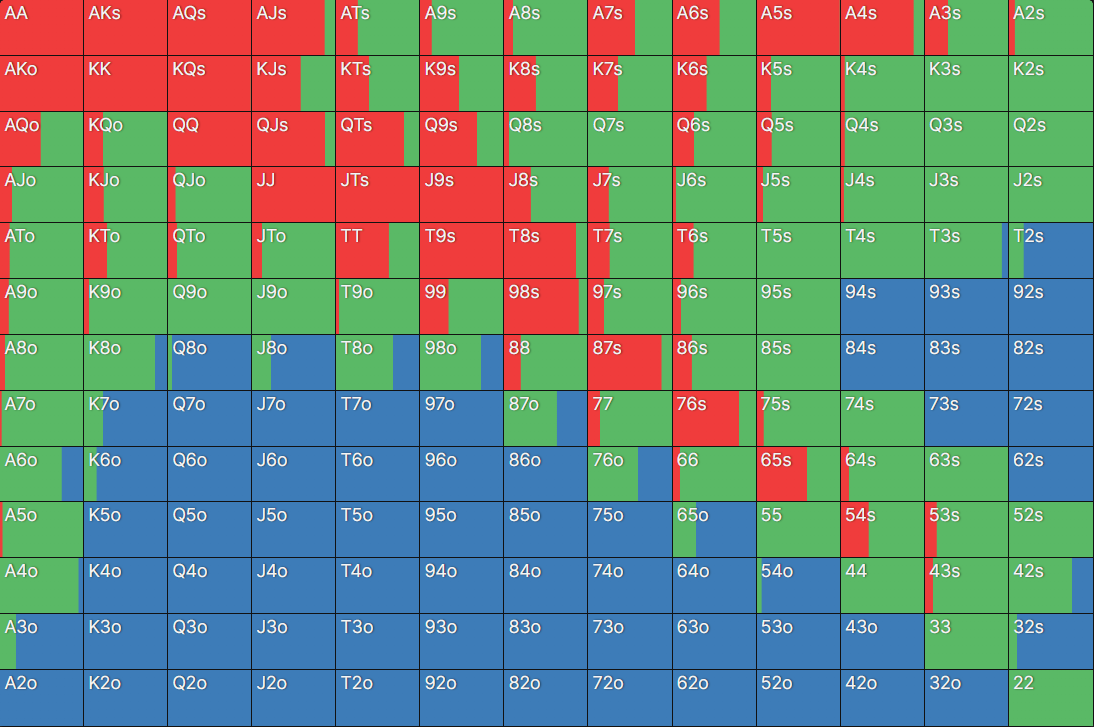 AA AKs AQs AJs ATs A9s A8s A7s A6s A5s A4s A3s A2s
AKo KK KQs KJs KTs K9s K8s K7s K6s K5s K4s K3s K2s
AQo KQo QQ QJs QTs Q9s Q8s Q7s Q6s Q5s Q4s Q3s Q2s
AJo KJo QJo JJ JTs J9s J8s J7s J6s J5s J4s J3s J2s
ATo KTo QTo JTo TT T9s T8s T7s T6s T5s T4s T3s T2s
A9o K9o Q9o J9o T9o 99 98s 97s 96s 95s 94s 93s 92s
A8o K8o Q8o J8o T8o 98o 88 87s 86s 85s 84s 83s 82s
A7o K7o Q7o J7o T7o 97o 87o 77 76s 75s 74s 73s 72s
A6o K6o Q6o J6o T6o 96o 86o 76o 66 65s 64s 63s 62s
A5o K5o Q5o J5o T5o 95o 85o 75o 65o 55 54s 53s 52s
A4o K4o Q4o J4o T4o 94o 84o 74o 64o 54o 44 43s 42s
A3o K3o Q3o J3o T3o 93o 83o 73o 63o 53o 43o 33 32s
A2o K2o Q2o J2o T2o 92o 82o 72o 62o 52o 42o 32o 22